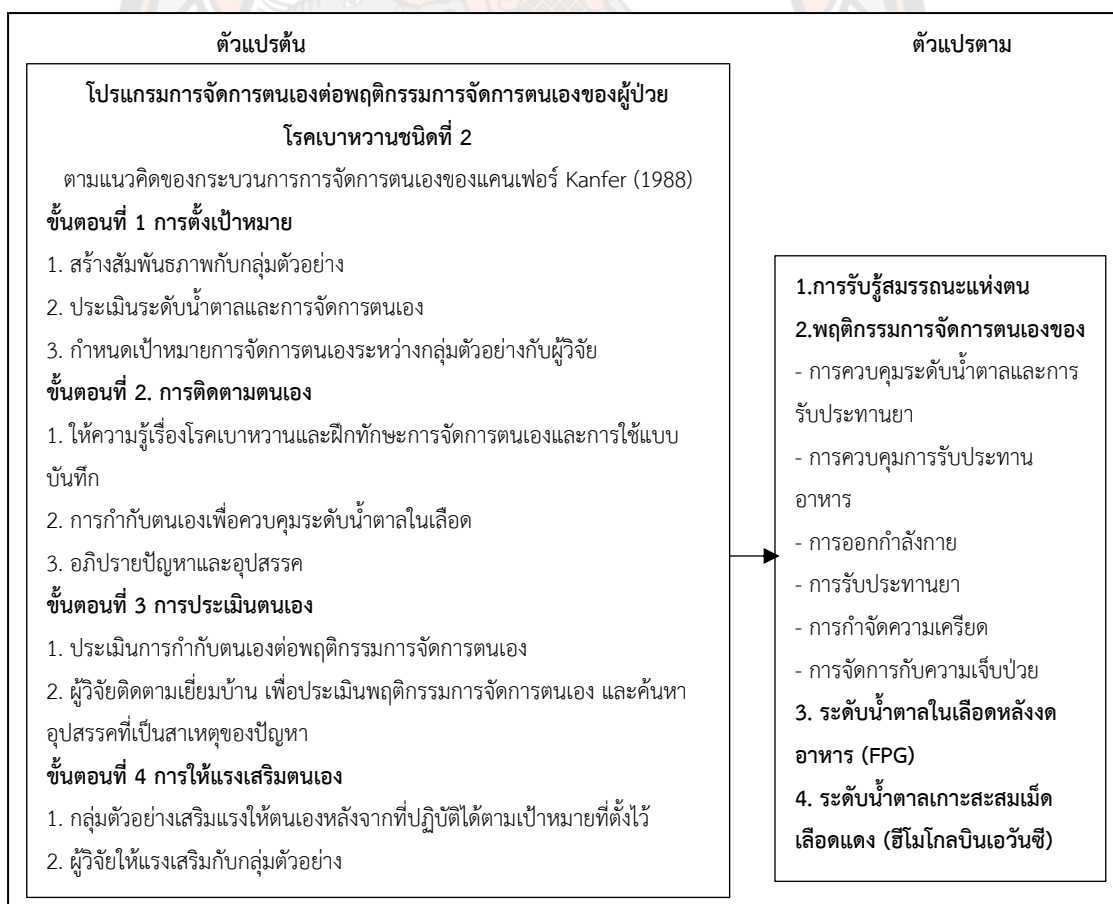 ตัวแปรต้น
ตัวแปรตาม
โปรแกรมการจัดการตนเองต่อพฤติกรรมการจัดการตนเองของผู้ป่วย
โรคเบาหวานชนิดที่ 2
ตามแนวคิดของกระบวนการการจัดการตนเองของแคนเฟอร์ Kanfer (1988)
ขั้นตอนที่ 1 การตั้งเป้าหมาย
1. สร้างสัมพันธภาพกับกลุ่มตัวอย่าง
2. ประเมินระดับน้ำตาลและการจัดการตนเอง
3. กำหนดเป้าหมายการจัดการตนเองระหว่างกลุ่มตัวอย่างกับผู้วิจัย
ขั้นตอนที่ 2. การติดตามตนเอง
1. ให้ความรู้เรื่องโรคเบาหวานและฝึกทักษะการจัดการตนเองและการใช้แบบ
บันทึก
2. การกำกับตนเองเพื่อควบคุมระดับน้ำตาลในเลือด
3. อภิปรายปัญหาและอุปสรรค
ขั้นตอนที่ 3 การประเมินตนเอง
1. ประเมินการกำกับตนเองต่อพฤติกรรมการจัดการตนเอง
2. ผู้วิจัยติดตามเยี่ยมบ้าน เพื่อประเมินพฤติกรรมการจัดการตนเอง และค้นหา
อุปสรรคที่เป็นสาเหตุของปัญหา
ขั้นตอนที่ 4 การให้แรงเสริมตนเอง
1. กลุ่มตัวอย่างเสริมแรงให้ตนเองหลังจากที่ปฏิบัติได้ตามเป้าหมายที่ตั้งไว้
2. ผู้วิจัยให้แรงเสริมกับกลุ่มตัวอย่าง
1.การรับรู้สมรรถนะแห่งตน
2.พฤติกรรมการจัดการตนเองของ
- การควบคุมระดับน้ำตาลและการ
รับประทานยา
- การควบคุมการรับประทาน
อาหาร
- การออกกำลังกาย
- การรับประทานยา
- การกำจัดความเครียด
- การจัดการกับความเจ็บป่วย
3. ระดับน้ำตาลในเลือดหลังงด
อาหาร (FPG)
4. ระดับน้ำตาลเกาะสะสมเม็ด
เลือดแดง (ฮีโมโกลบินเอวันซี)